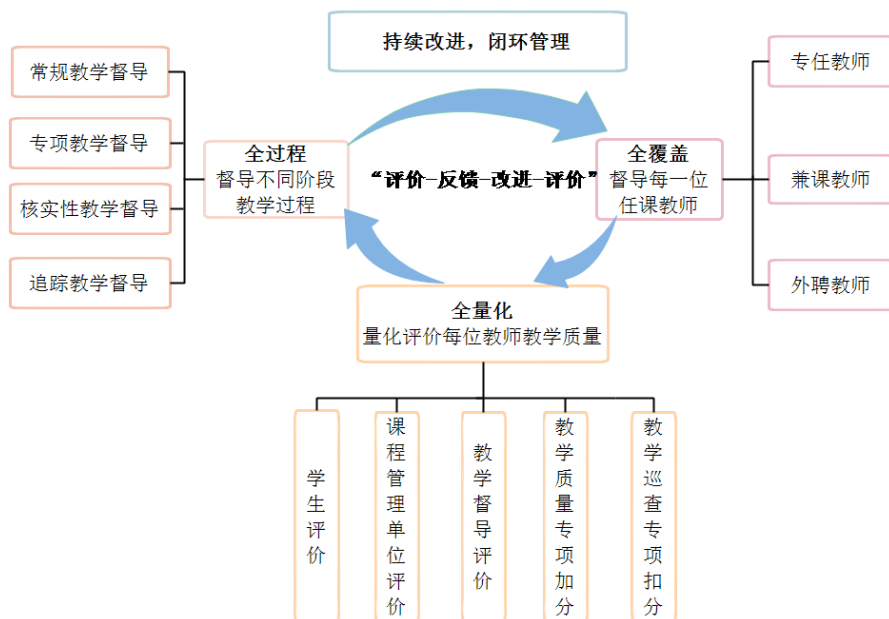 持续改进，闭环管理
常规教学督导
专项教学督导
核实性教学督导
追踪教学督导
全过程
督导不同阶段
教学过程
“评价-反馈-改进-评价”
全覆盖
督导每一位
任课教师
专任教师
兼课教师
外聘教师
全量化
量化评价每位教师教学质量
学生评价
课程管理单位评价
教学督导评价
教学质量专项加分
教学巡查专项扣分